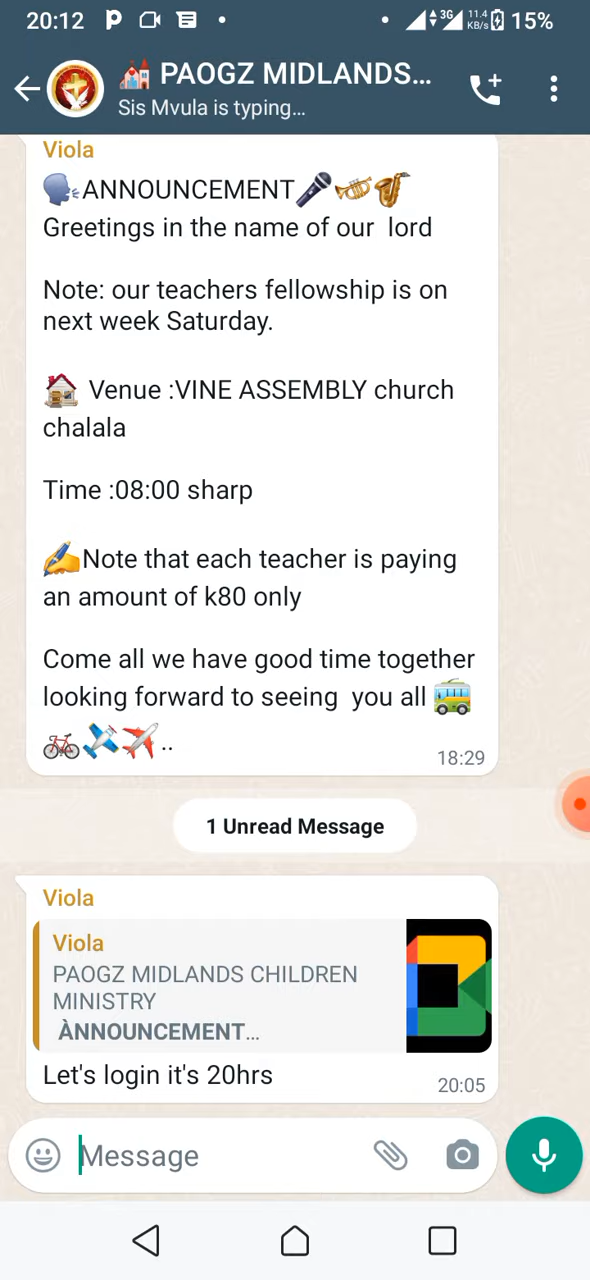 20:12
3G
11.4
KB/s
15%
PAOGZ MIDLANDS...
Sis Mvula is typing...
Viola
ANNOUNCEMENT
Greetings in the name of our lord
Note: our teachers fellowship is on
next week Saturday.
Venue :VINE ASSEMBLY church
chalala
Time :08:00 sharp
Note that each teacher is paying
an amount of k80 only
Come all we have good time together
looking forward to seeing you all
..
18:29
1 Unread Message
Viola
Viola
PAOGZ MIDLANDS CHILDREN
MINISTRY
ÀNNOUNCEMENT...
Let's login it's 20hrs
20:05
Message